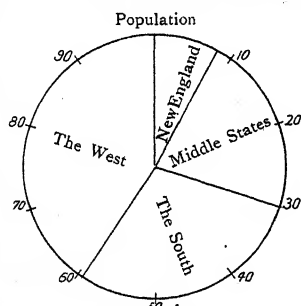 Population
90
10
New England
80
20
The West
Middle States
70
30
The South
60
40